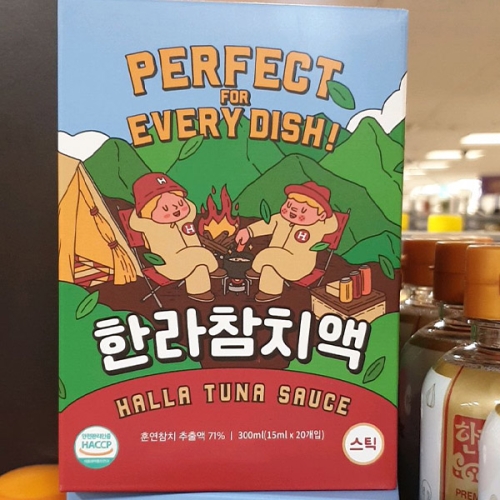 PERFECT
FOR
EVERY DISH!
H
H
한라참치액
HALLA TUNA SAUCE
훈연참치 추출액 71% | 300ml(15ml x 20개입)
스틱
HACCP